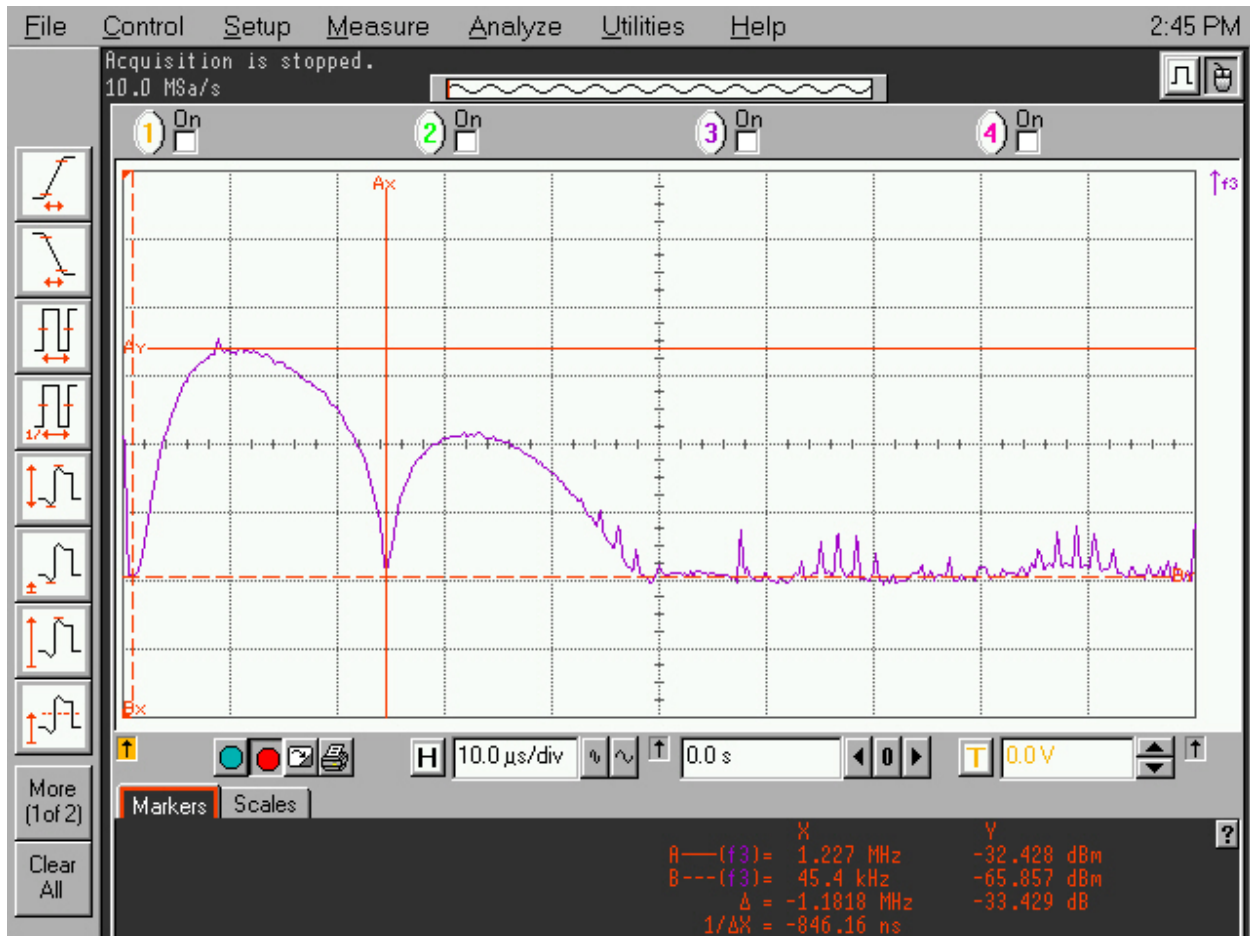 File Control Setup Measure Analyze Utilities Help 2:45 PM
Acquisition is stopped.
10.0 MSa/s
1 On 2 On 3 On 4 On
f3
Ax
Ay
Bx
1/
H 10.0 µs/div 0.0 s 0 T 0.0 V
More
(1of 2)
Clear
All
Markers Scales
?
X Y
A——(f3)= 1.227 MHz -32.428 dBm
B---(f3)= 45.4 kHz -65.857 dBm
Δ = -1.1818 MHz -33.429 dB
1/ΔX = -846.16 ns